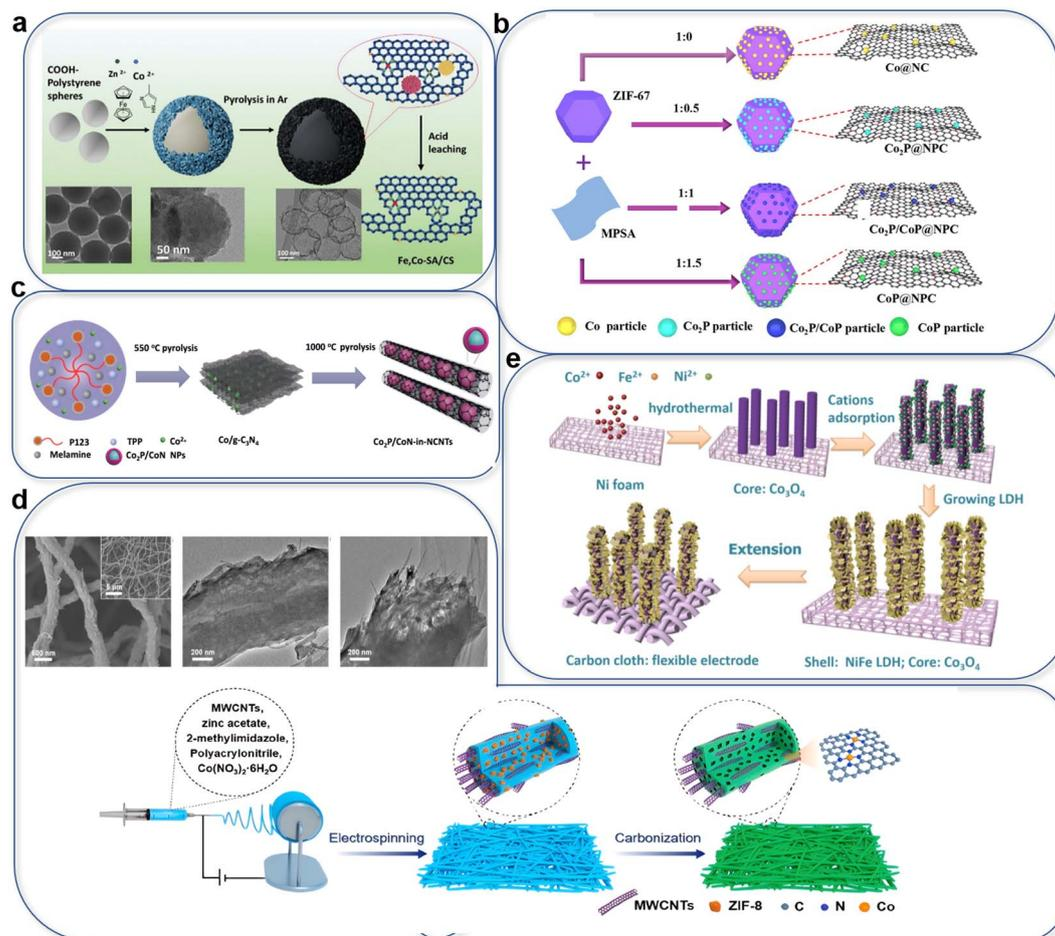 a
COOH-
Polystyrene
spheres
Zn 2+ Co 2+
Fe
Pyrolysis in Ar
Acid
leaching
100 nm
50 nm
100 nm
Fe,Co-SA/CS
b
ZIF-67
+
MPSA
1:0
Co@NC
1:0.5
Co₂P@NPC
1:1
Co₂P/CoP@NPC
1:1.5
CoP@NPC
Co particle
Co₂P particle
Co₂P/CoP particle
CoP particle
c
550 °C pyrolysis
1000 °C pyrolysis
Co/g-C₃N₄
Co₂P/CoN-in-NCNTs
P123
TPP
Co²⁺
Melamine
Co₂P/CoN NPs
d
5 μm
200 nm
200 nm
MWCNTs,
zinc acetate,
2-methylimidazole,
Polyacrylonitrile,
Co(NO₃)₂·6H₂O
Electrospinning
Carbonization
MWCNTs
ZIF-8
C
N
Co
e
Co²⁺ Fe²⁺ Ni²⁺
hydrothermal
Cations
adsorption
Ni foam
Core: Co₃O₄
Growing LDH
Extension
Carbon cloth: flexible electrode
Shell: NiFe LDH; Core: Co₃O₄